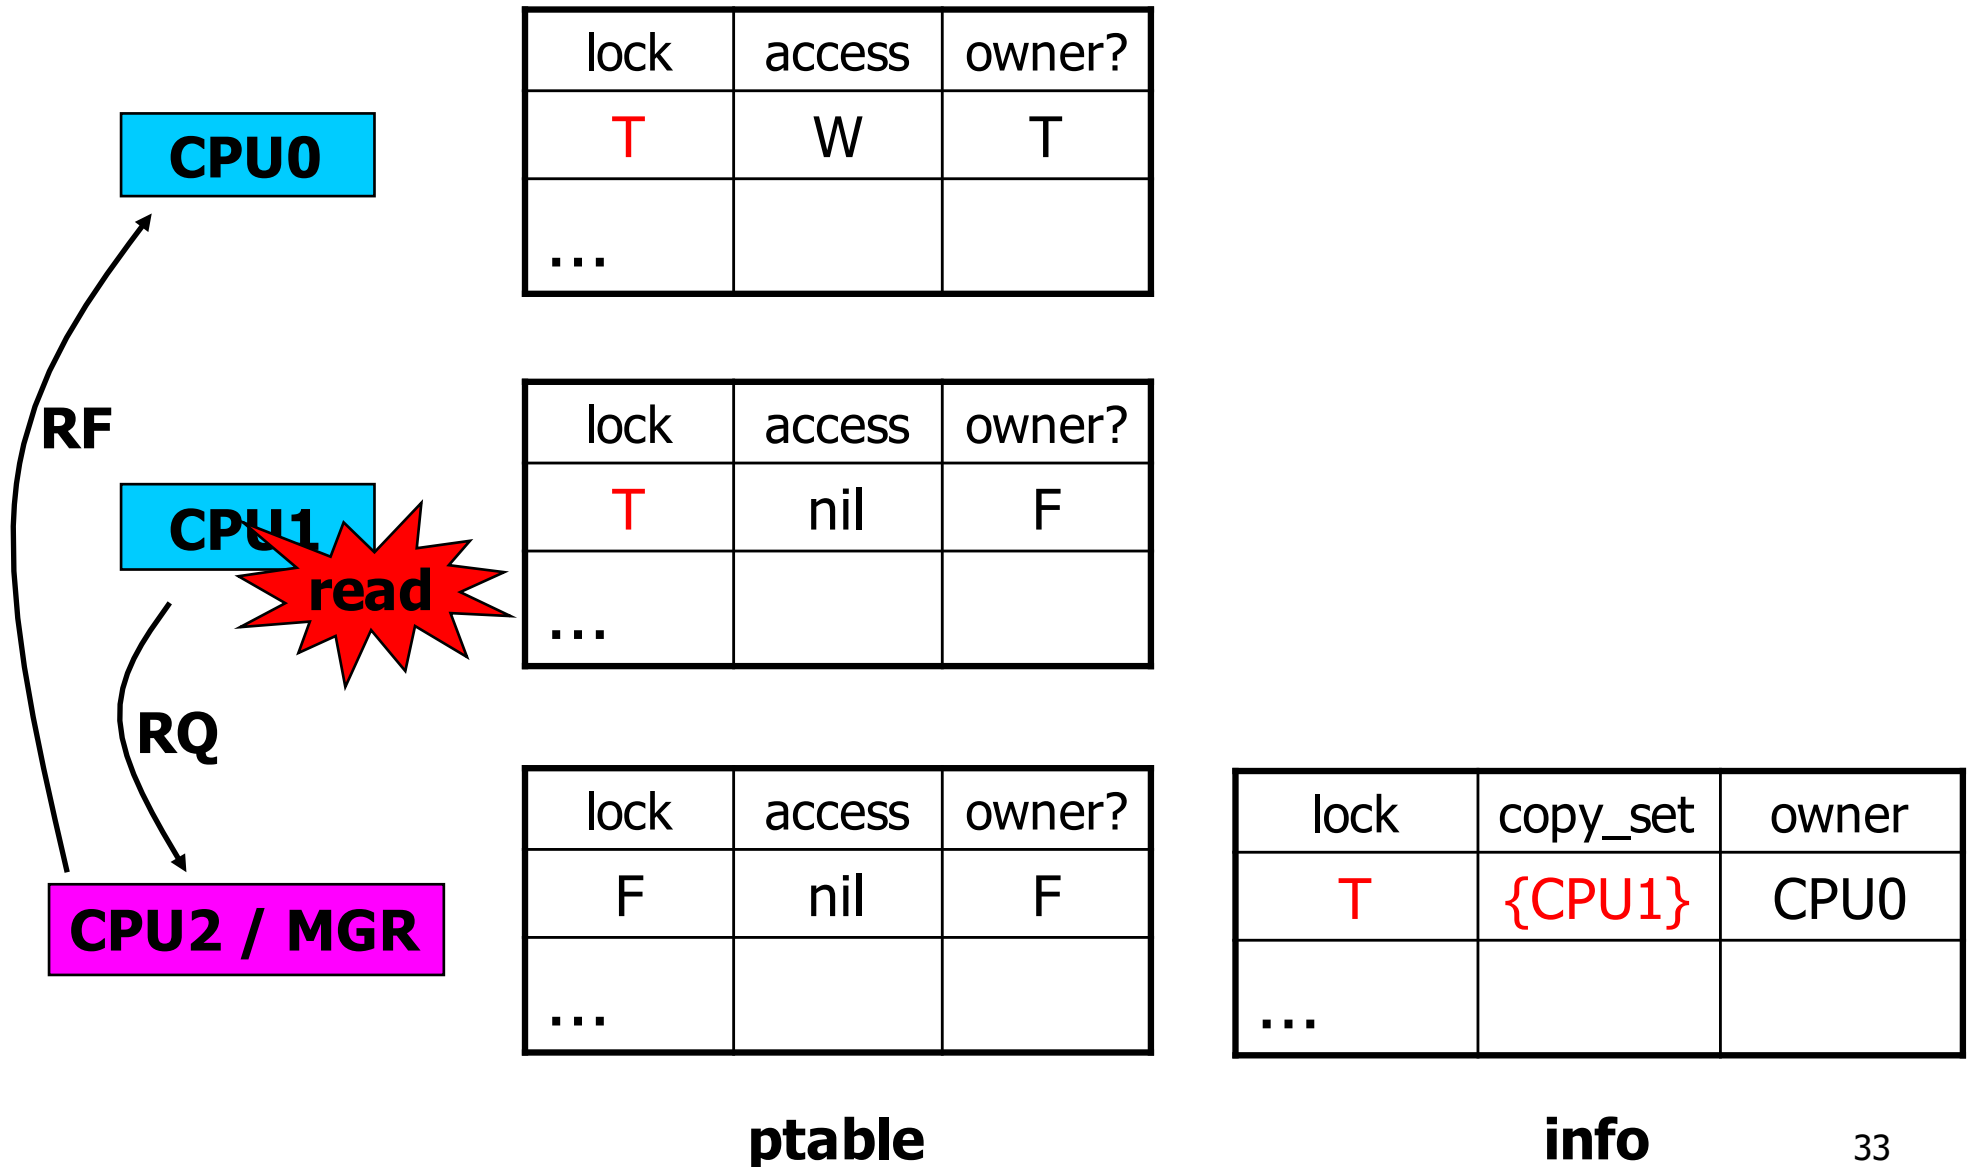 lock access owner?
CPU0
T W T
...
RF
lock access owner?
CPU1
T nil F
read
...
RQ
lock access owner?
lock copy_set owner
CPU2 / MGR
F nil F
T {CPU1} CPU0
...
...
ptable
info
33